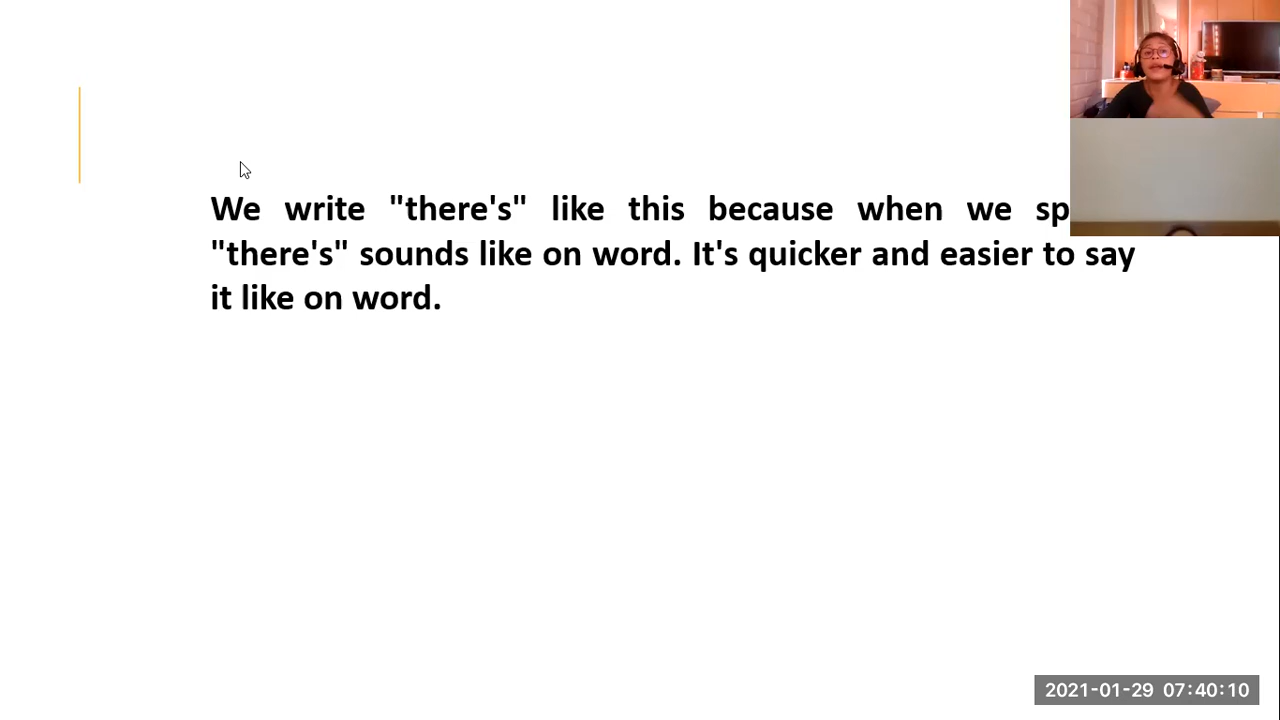 We write "there's" like this because when we
"there's" sounds like on word. It's quicker and easier to say
it like on word.
2021-01-29 07:40:10